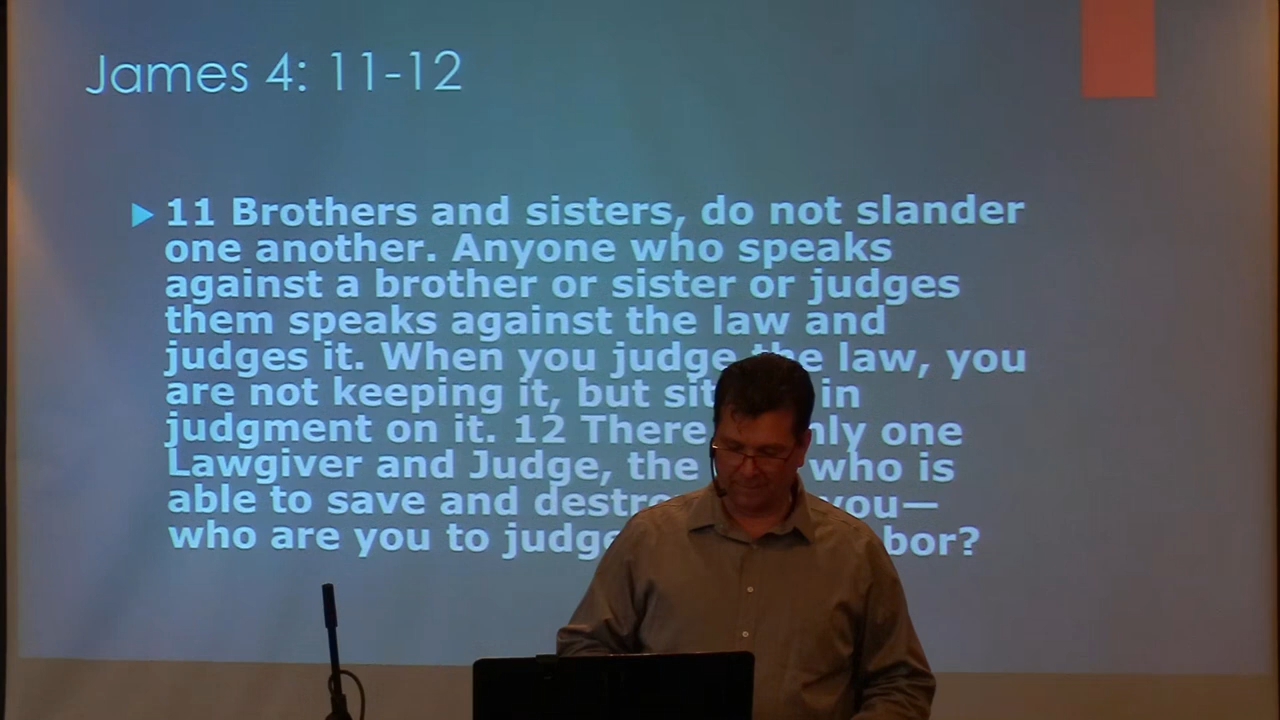 James 4: 11-12
11 Brothers and sisters, do not slander
one another. Anyone who speaks
against a brother or sister or judges
them speaks against the law and
judges it. When you judge the law, you
are not keeping it, but sit in
judgment on it. 12 There only one
Lawgiver and Judge, the who is
able to save and destro you—
who are you to judge bor?